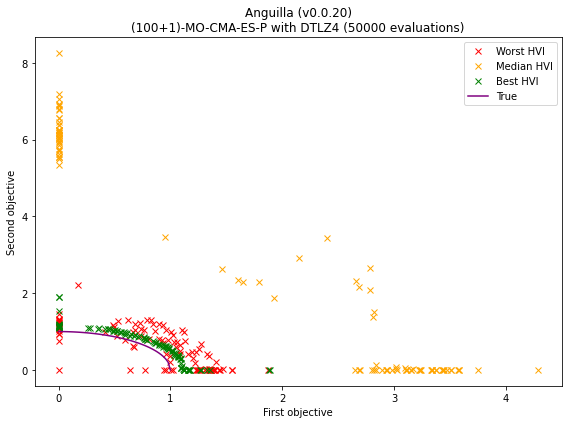 Anguilla (v0.0.20)
(100+1)-MO-CMA-ES-P with DTLZ4 (50000 evaluations)
Worst HVI
Median HVI
Best HVI
True
Second objective
8
6
4
2
0
0
1
2
3
4
First objective